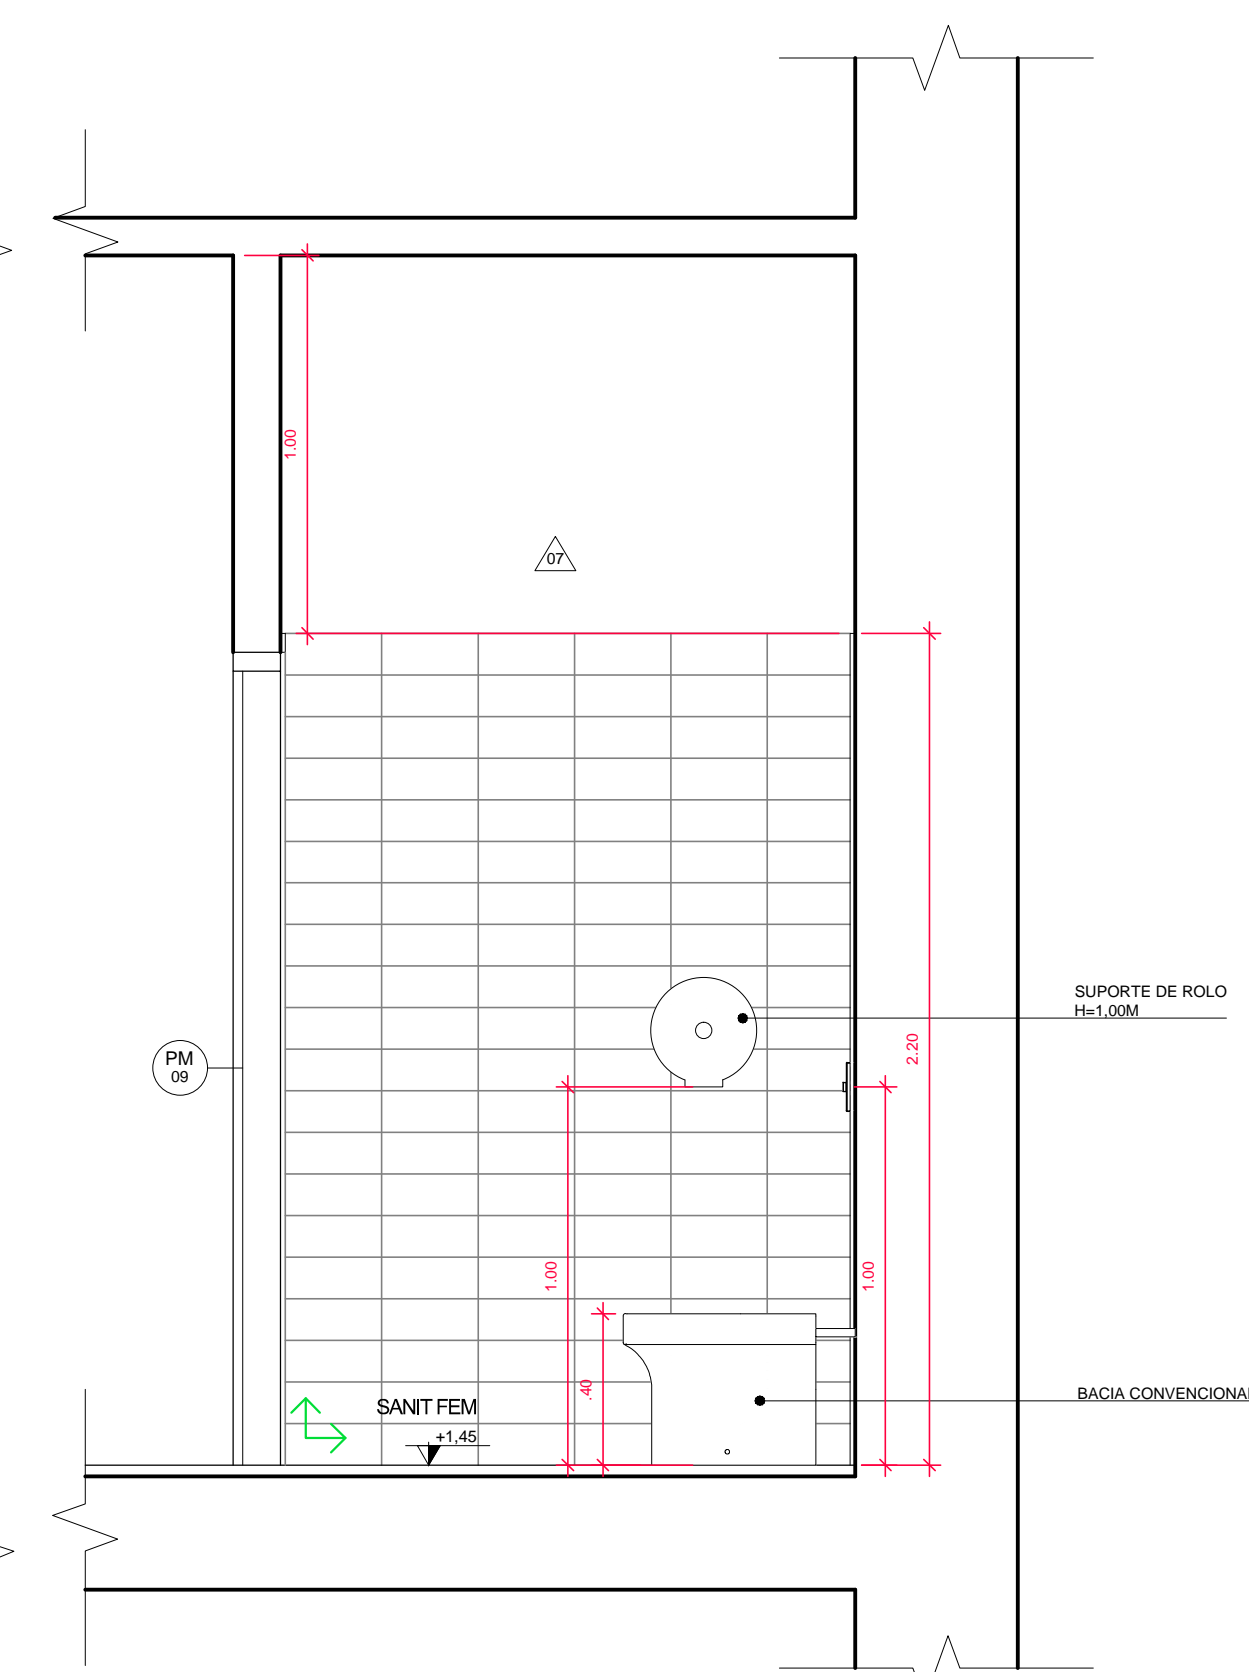 1.00
07
SUPORTE DE ROLO
H=1,00M
2.20
PM
09
1.00
1.00
.40
BACIA CONVENCIONAL
SANIT FEM
+1,45